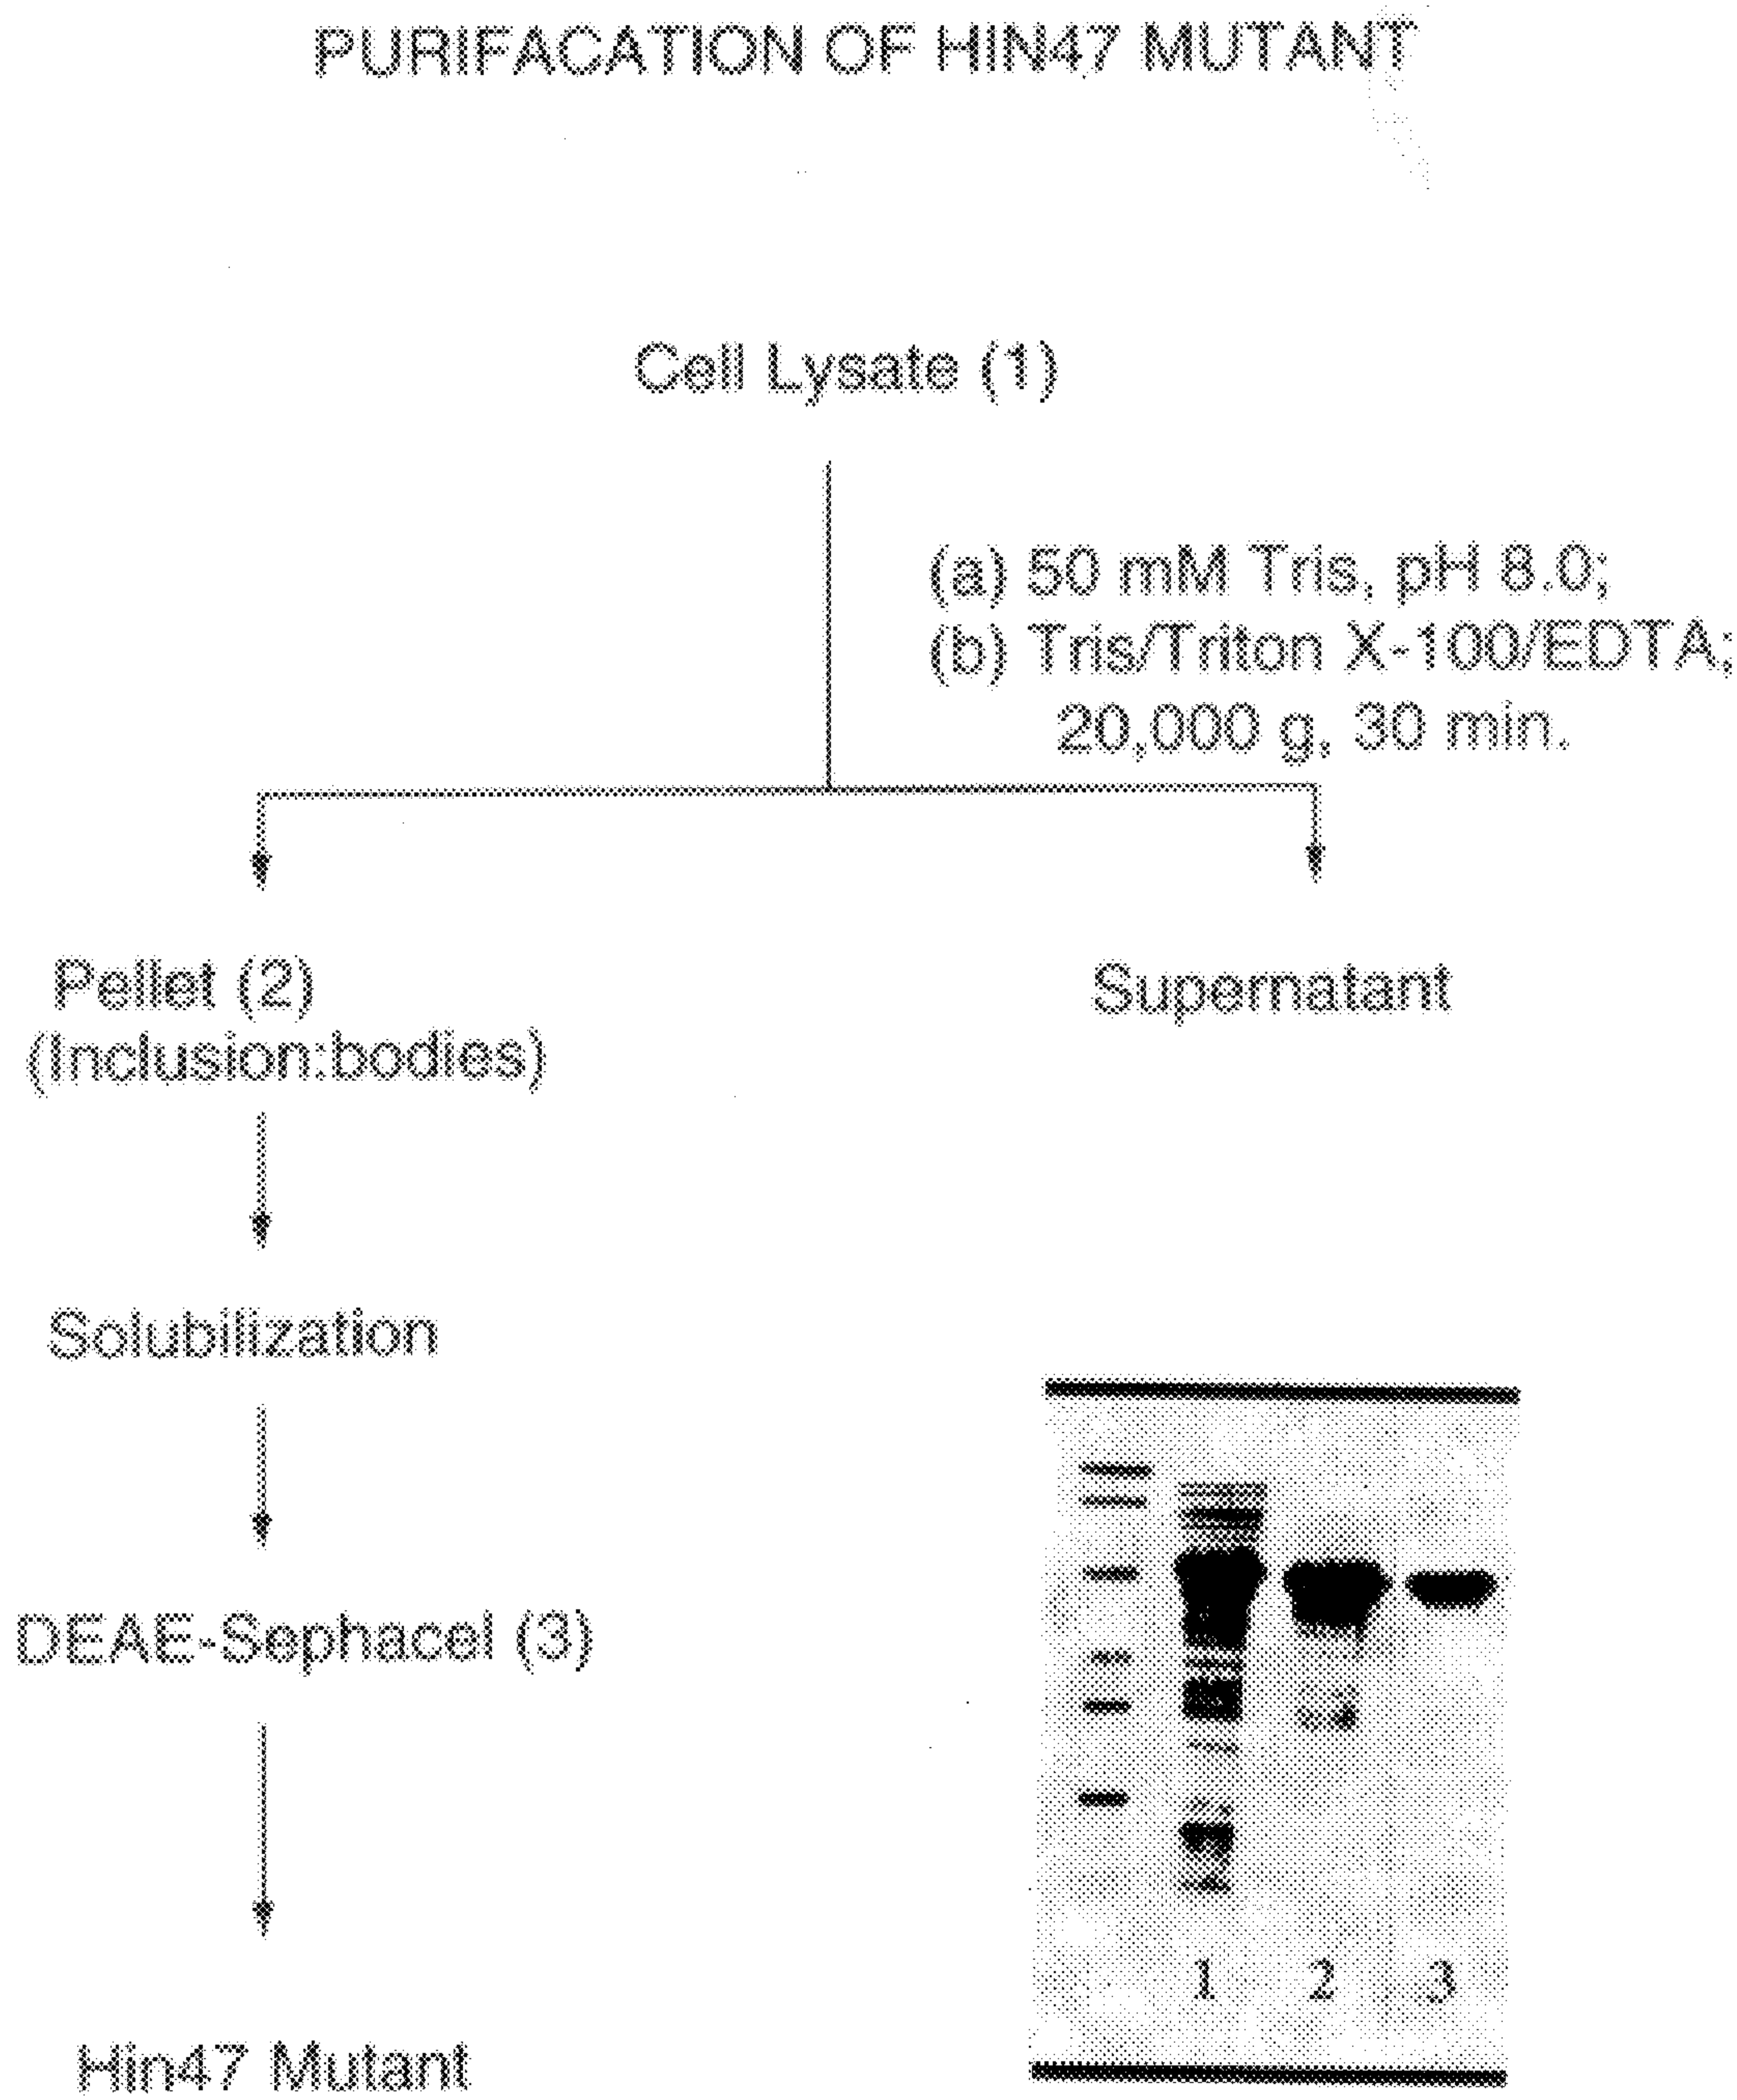 PURIFACATION OF HIN47 MUTANT
Cell Lysate (1)
(a) 50 mM Tris, pH 8.0;
(b) Tris/Triton X-100/EDTA;
20,000 g, 30 min.
Pellet (2)
(Inclusion:bodies)
Supernatant
Solubilization
DEAE-Sephacel (3)
Hin47 Mutant
1 2 3